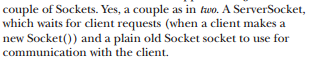 couple of Sockets. Yes, a couple as in two. A ServerSocket,
which waits for client requests (when a client makes a
new Socket()) and a plain old Socket socket to use for
communication with the client.